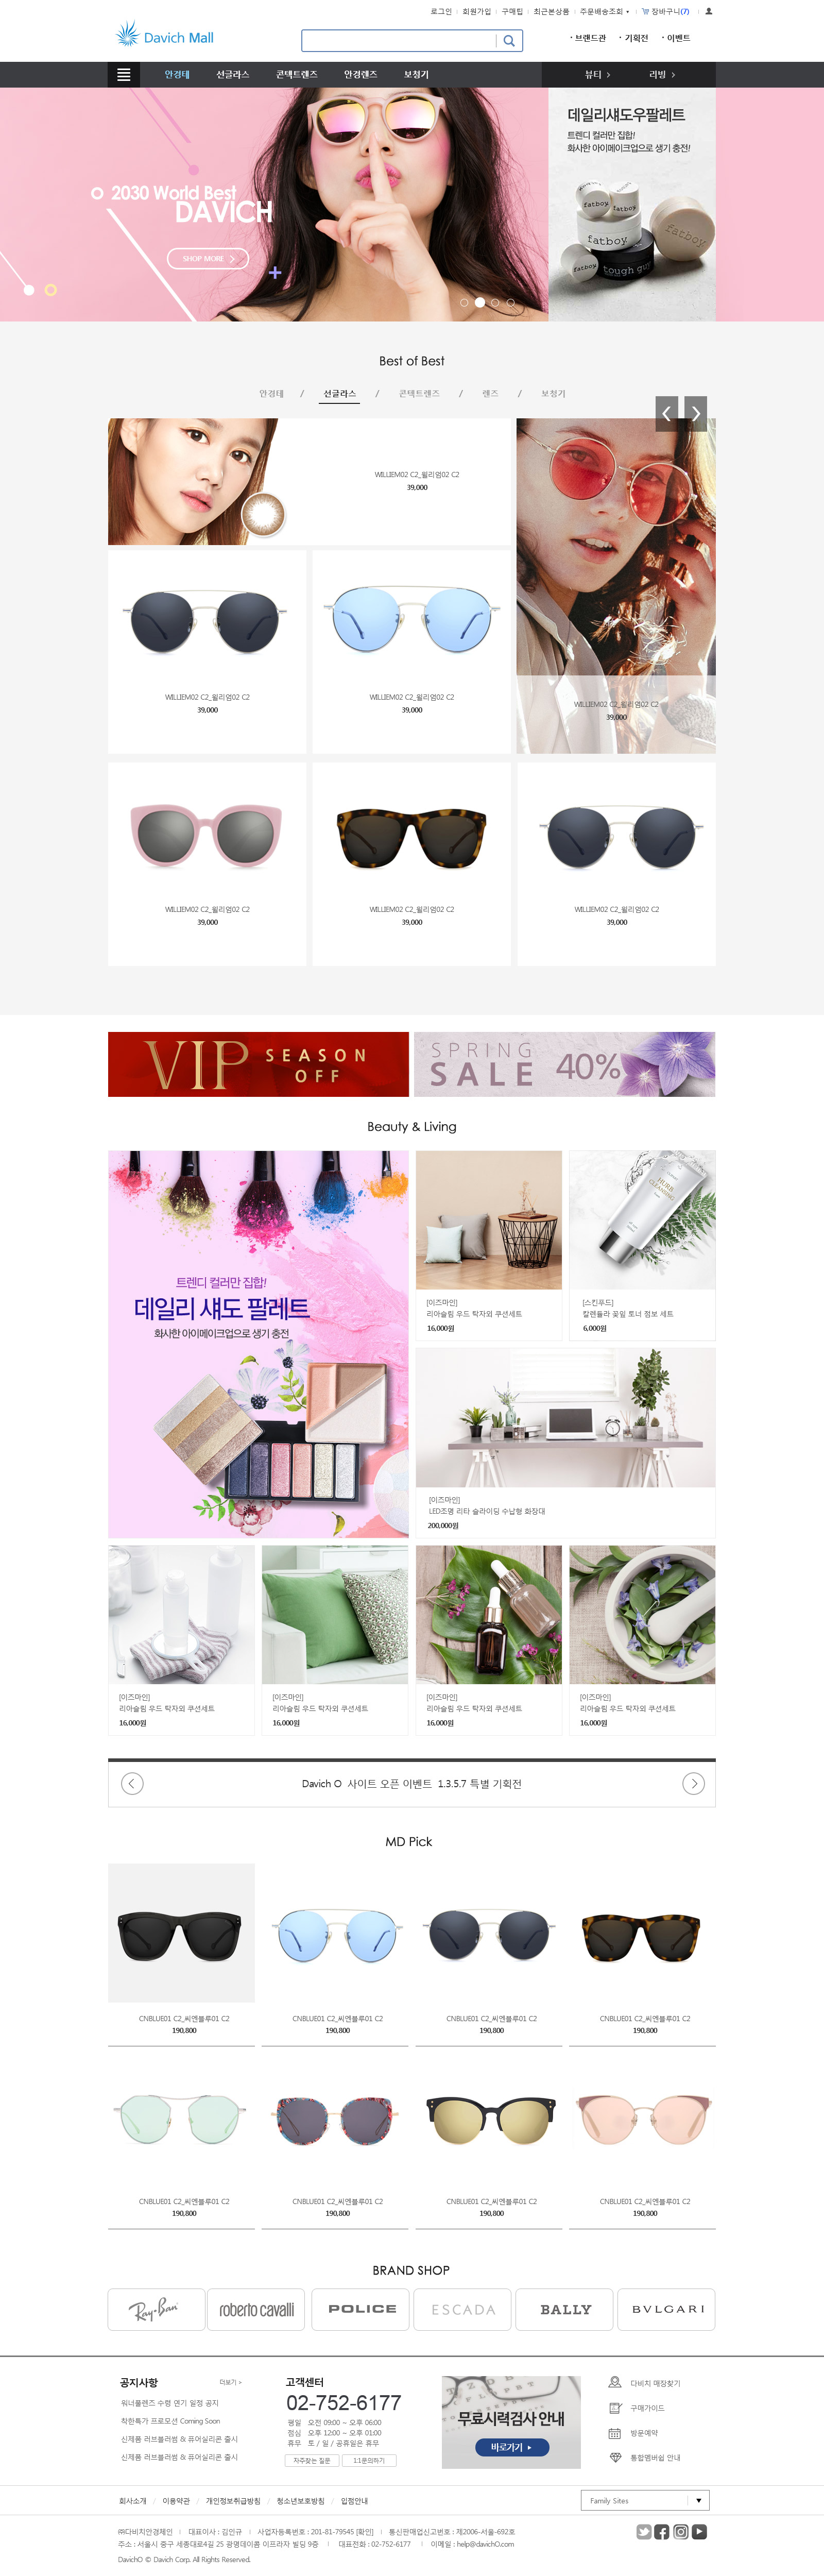 로그인 회원가입 구매팁 최근본상품 주문배송조회 장바구니(7)
Davich Mall
· 브랜드관 · 기획전 · 이벤트
안경테 선글라스 콘택트렌즈 안경렌즈 보청기 뷰티 리빙
2030 World Best
DAVICH
SHOP MORE
데일리섀도우팔레트
트렌디 컬러만 집합!
화사한 아이메이크업으로 생기 충전!
fatboy
fatboy
tough guy
Best of Best
안경테 / 선글라스 / 콘택트렌즈 / 렌즈 / 보청기
WILLIEM02 C2_윌리엄02 C2
39,000
WILLIEM02 C2_윌리엄02 C2
39,000
WILLIEM02 C2_윌리엄02 C2
39,000
WILLIEM02 C2_윌리엄02 C2
39,000
WILLIEM02 C2_윌리엄02 C2
39,000
WILLIEM02 C2_윌리엄02 C2
39,000
WILLIEM02 C2_윌리엄02 C2
39,000
VIP SEASON OFF
SPRING
SALE 40%
Beauty & Living
트렌디 컬러만 집합!
데일리 섀도 팔레트
화사한 아이메이크업으로 생기 충전
[이즈마인]
리아슬림 우드 탁자와 쿠션세트
16,000원
HERB
CLEANSING
[스킨푸드]
칼렌듈라 꽃잎 토너 점보 세트
6,000원
[이즈마인]
LED조명 리타 슬라이딩 수납형 화장대
200,000원
[이즈마인]
리아슬림 우드 탁자와 쿠션세트
16,000원
[이즈마인]
리아슬림 우드 탁자와 쿠션세트
16,000원
[이즈마인]
리아슬림 우드 탁자와 쿠션세트
16,000원
[이즈마인]
리아슬림 우드 탁자와 쿠션세트
16,000원
Davich O 사이트 오픈 이벤트 1.3.5.7 특별 기획전
MD Pick
CNBLUE01 C2_씨엔블루01 C2
190,800
CNBLUE01 C2_씨엔블루01 C2
190,800
CNBLUE01 C2_씨엔블루01 C2
190,800
CNBLUE01 C2_씨엔블루01 C2
190,800
CNBLUE01 C2_씨엔블루01 C2
190,800
CNBLUE01 C2_씨엔블루01 C2
190,800
CNBLUE01 C2_씨엔블루01 C2
190,800
CNBLUE01 C2_씨엔블루01 C2
190,800
BRAND SHOP
Ray-Ban roberto cavalli POLICE ESCADA BALLY BVLGARI
공지사항 더보기 >
워너플렌즈 수령 연기 일정 공지
착한특가 프로모션 Coming Soon
신제품 러브블러썸 & 퓨어실리콘 출시
신제품 러브블러썸 & 퓨어실리콘 출시
고객센터
02-752-6177
평일 오전 09:00 ~ 오후 06:00
점심 오후 12:00 ~ 오후 01:00
휴무 토 / 일 / 공휴일은 휴무
자주찾는 질문 1:1문의하기
무료시력검사 안내
바로가기
다비치 매장찾기
구매가이드
방문예약
통합멤버쉽 안내
회사소개 / 이용약관 / 개인정보취급방침 / 청소년보호방침 / 입점안내
Family Sites
㈜다비치안경체인 | 대표이사 : 김인규 | 사업자등록번호 : 201-81-79545 [확인] | 통신판매업신고번호 : 제2006-서울-692호
주소 : 서울시 중구 세종대로4길 25 광명데이콤 이프라자 빌딩 9층 | 대표전화 : 02-752-6177 | 이메일 : help@davichO.com
DavichO © Davich Corp. All Rights Reserved.